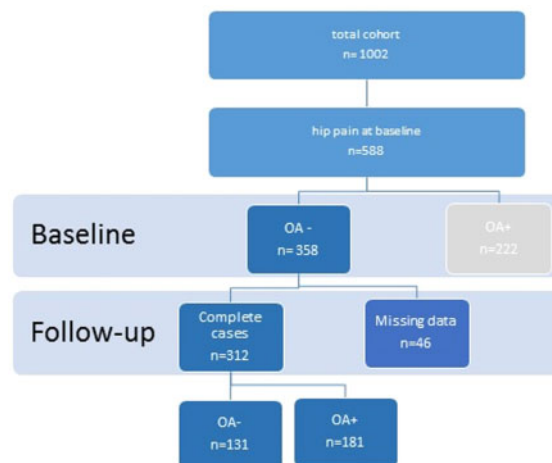 total cohort
n= 1002
hip pain at baseline
n=588
Baseline
OA -
n= 358
OA+
n=222
Follow-up
Complete
cases
n=312
Missing data
n=46
OA-
n=131
OA+
n=181